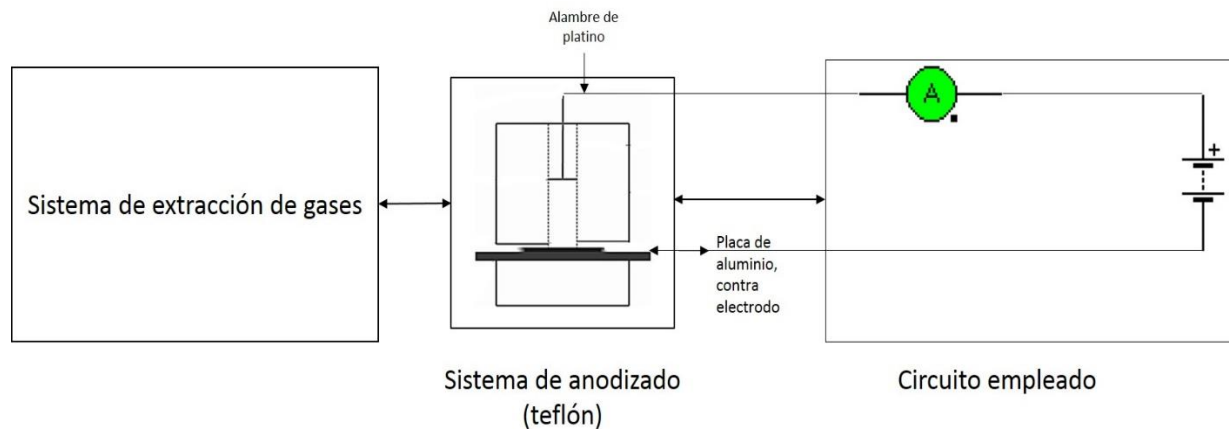 Alambre de
platino
Sistema de extracción de gases
A
+
Placa de
aluminio,
contra
electrodo
Sistema de anodizado
(teflón)
Circuito empleado